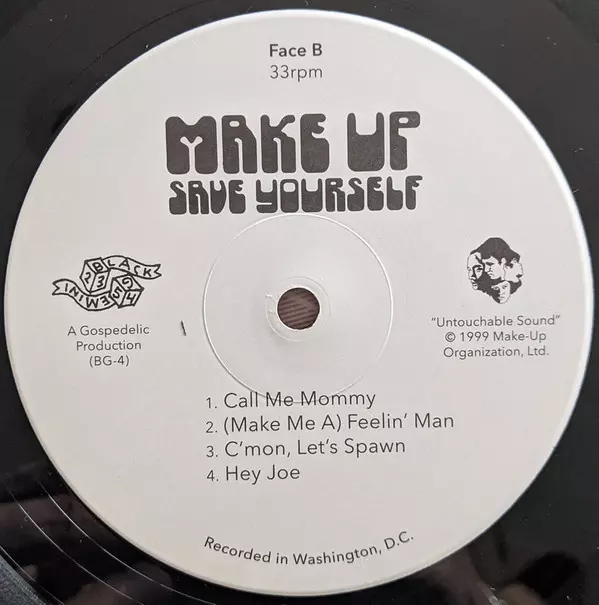 Face B
33rpm
MAKE UP
SAVE YOURSELF
BLACK
GEMINI
A Gospedelic
Production
(BG-4)
"Untouchable Sound"
© 1999 Make-Up
Organization, Ltd.
1. Call Me Mommy
2. (Make Me A) Feelin' Man
3. C'mon, Let's Spawn
4. Hey Joe
Recorded in Washington, D.C.